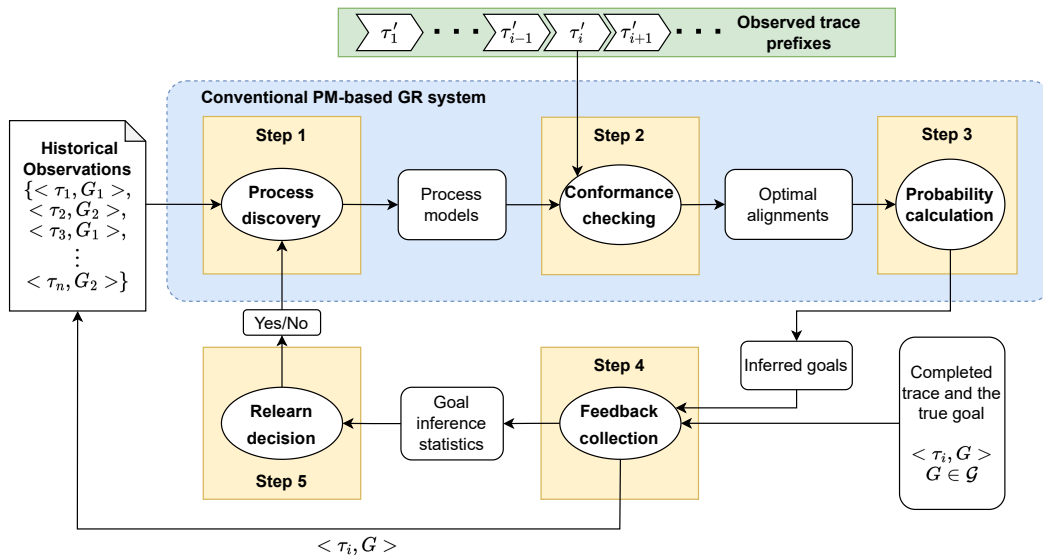 τ′₁ ··· τ′ᵢ₋₁ τ′ᵢ τ′ᵢ₊₁ ··· Observed trace
prefixes
Conventional PM-based GR system
Historical
Observations
{< τ₁, G₁ >,
< τ₂, G₂ >,
< τ₃, G₁ >,
⋮
< τₙ, G₂ >}
Step 1
Process
discovery
Process
models
Step 2
Conformance
checking
Optimal
alignments
Step 3
Probability
calculation
Yes/No
Inferred goals
Completed
trace and the
true goal
< τᵢ, G >
G ∈ 𝒢
Step 4
Feedback
collection
Goal
inference
statistics
Relearn
decision
Step 5
< τᵢ, G >